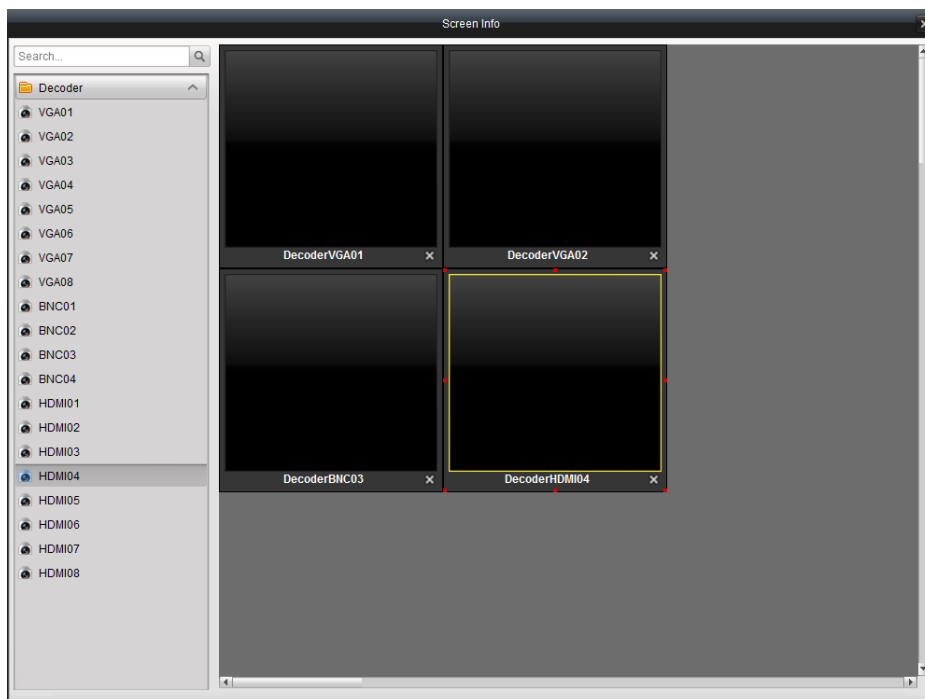 Screen Info
Search...
Decoder
VGA01
VGA02
VGA03
VGA04
VGA05
VGA06
VGA07
VGA08
BNC01
BNC02
BNC03
BNC04
HDMI01
HDMI02
HDMI03
HDMI04
HDMI05
HDMI06
HDMI07
HDMI08
DecoderVGA01
DecoderVGA02
DecoderBNC03
DecoderHDMI04